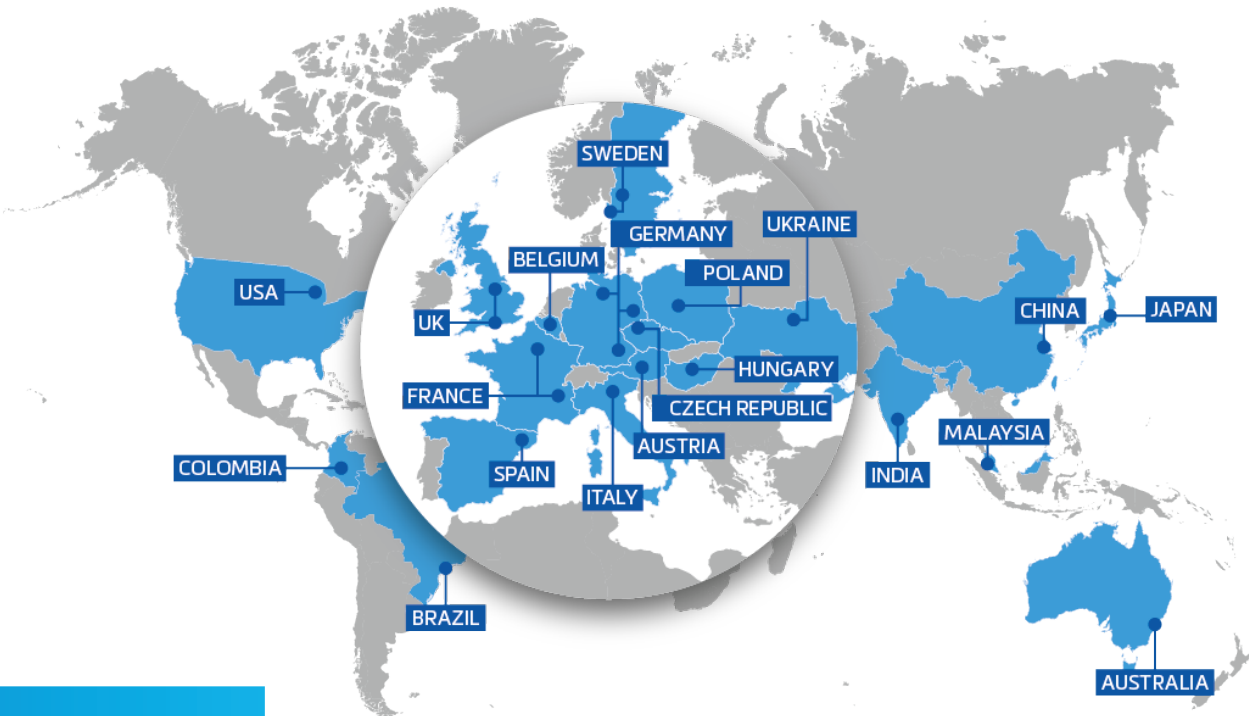 SWEDEN
UKRAINE
GERMANY
BELGIUM
POLAND
USA
UK
CHINA
JAPAN
HUNGARY
FRANCE
CZECH REPUBLIC
MALAYSIA
AUSTRIA
COLOMBIA
SPAIN
INDIA
ITALY
BRAZIL
AUSTRALIA